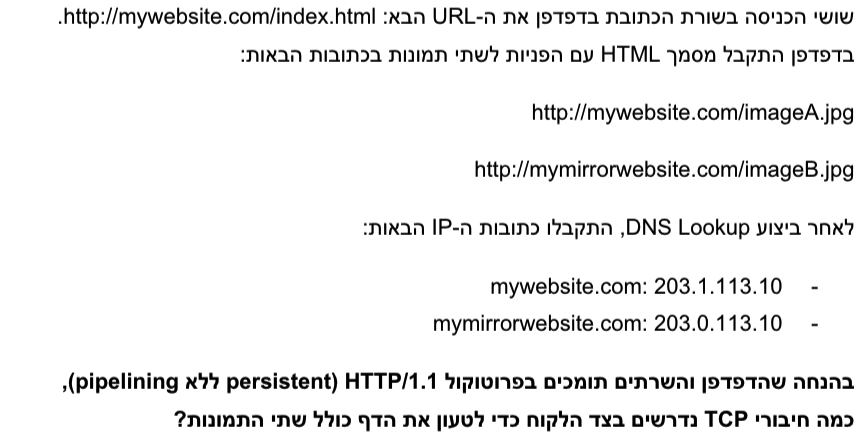 שושי הכניסה בשורת הכתובת בדפדפן את ה-URL הבא: http://mywebsite.com/index.html.
בדפדפן התקבל מסמך HTML עם הפניות לשתי תמונות בכתובות הבאות:
http://mywebsite.com/imageA.jpg
http://mymirrorwebsite.com/imageB.jpg
לאחר ביצוע DNS Lookup, התקבלו כתובות ה-IP הבאות:
- mywebsite.com: 203.1.113.10
- mymirrorwebsite.com: 203.0.113.10
בהנחה שהדפדפן והשרתים תומכים בפרוטוקול HTTP/1.1 (persistent ללא pipelining),
כמה חיבורי TCP נדרשים בצד הלקוח כדי לטעון את הדף כולל שתי התמונות?